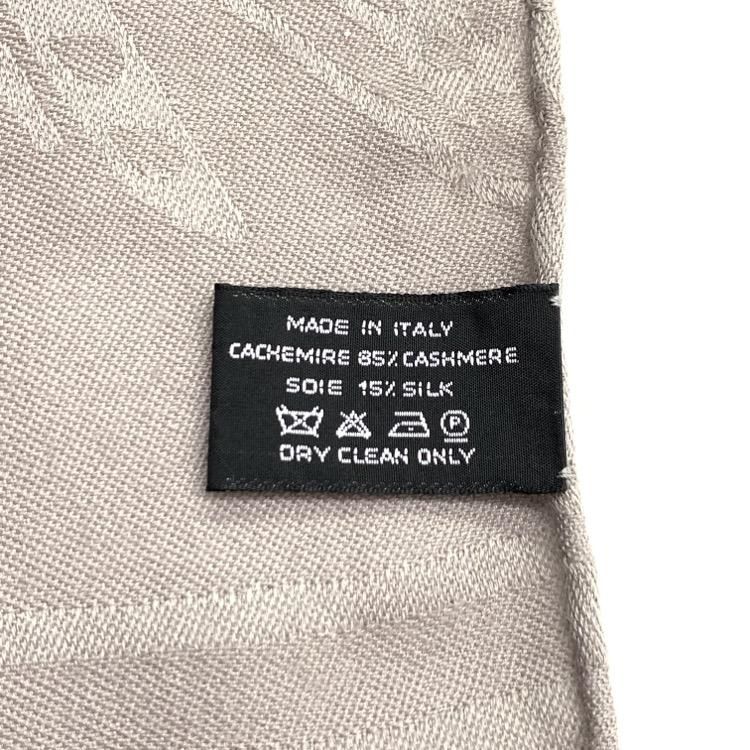 MADE IN ITALY
CACHEMIRE 85% CASHMERE
SOIE 15% SILK
P
DRY CLEAN ONLY